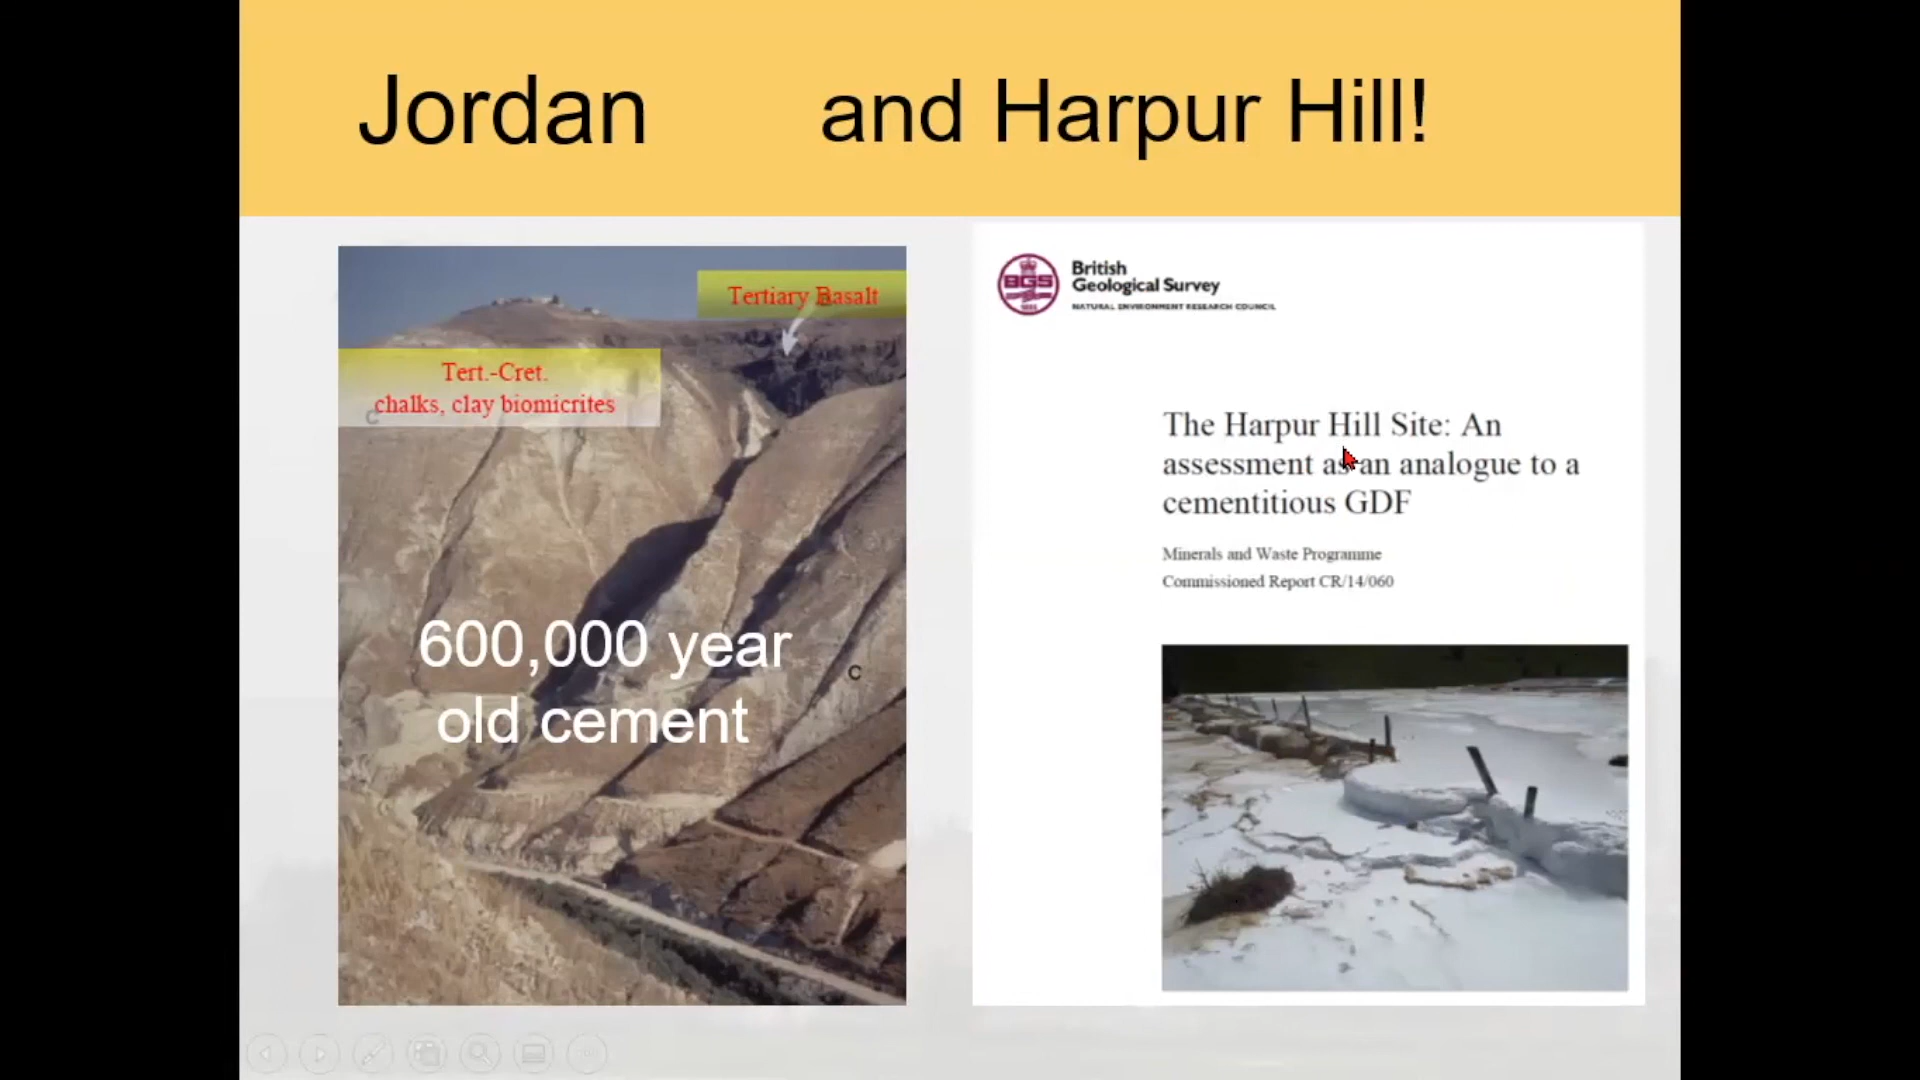 Jordan and Harpur Hill!
Tertiary Basalt
Tert.-Cret.
chalks, clay biomicrites
C
600,000 year
old cement
C
BGS
British
Geological Survey
NATURAL ENVIRONMENT RESEARCH COUNCIL
The Harpur Hill Site: An
assessment as an analogue to a
cementitious GDF
Minerals and Waste Programme
Commissioned Report CR/14/060